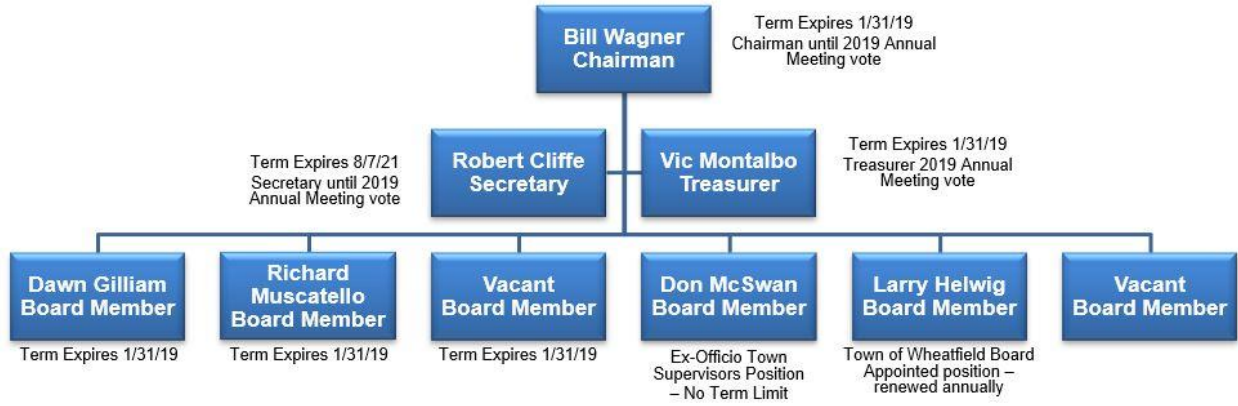 Bill Wagner
Chairman
Term Expires 1/31/19
Chairman until 2019 Annual
Meeting vote
Term Expires 8/7/21
Secretary until 2019
Annual Meeting vote
Robert Cliffe
Secretary
Vic Montalbo
Treasurer
Term Expires 1/31/19
Treasurer 2019 Annual
Meeting vote
Dawn Gilliam
Board Member
Term Expires 1/31/19
Richard
Muscatello
Board Member
Term Expires 1/31/19
Vacant
Board Member
Term Expires 1/31/19
Don McSwan
Board Member
Ex-Officio Town
Supervisors Position
– No Term Limit
Larry Helwig
Board Member
Town of Wheatfield Board
Appointed position –
renewed annually
Vacant
Board Member